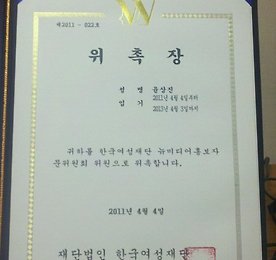 제2011 - 022호
위 촉 장
성 명 윤상진
임 기 2011년 4월 4일부터
2013년 4월 3일까지
귀하를 한국여성재단 뉴미디어홍보자
문위원회 위원으로 위촉합니다.
2011년 4월 4일
재단법인 한국여성재단